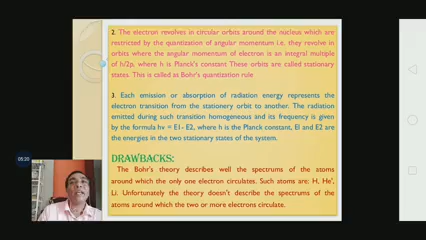 2. The electron revolves in circular orbits around the nucleus which are
restricted by the quantization of angular momentum i.e. they revolve in
orbits where the angular momentum of electron is an integral multiple
of h/2p, where h is Planck's constant These orbits are called stationary
states. This is called as Bohr's quantization rule
3. Each emission or absorption of radiation energy represents the
electron transition from the stationery orbit to another. The radiation
emitted during such transition homogeneous and its frequency is given
by the formula hv = E1- E2, where h is the Planck constant, El and E2 are
the energies in the two stationary states of the system.
DRAWBACKS:
The Bohr's theory describes well the spectrums of the atoms
around which the only one electron circulates. Such atoms are: H, He',
Li. Unfortunately the theory doesn't describe the spectrums of the
atoms around which the two or more electrons circulate.
05:20